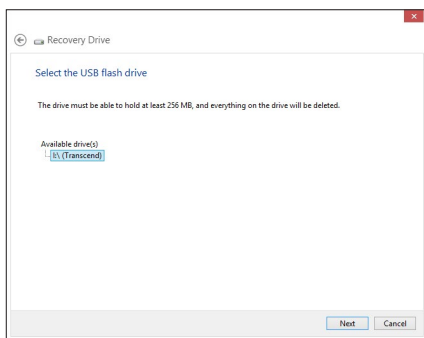 Recovery Drive
Select the USB flash drive
The drive must be able to hold at least 256 MB, and everything on the drive will be deleted.
Available drive(s)
I:\ (Transcend)
Next Cancel